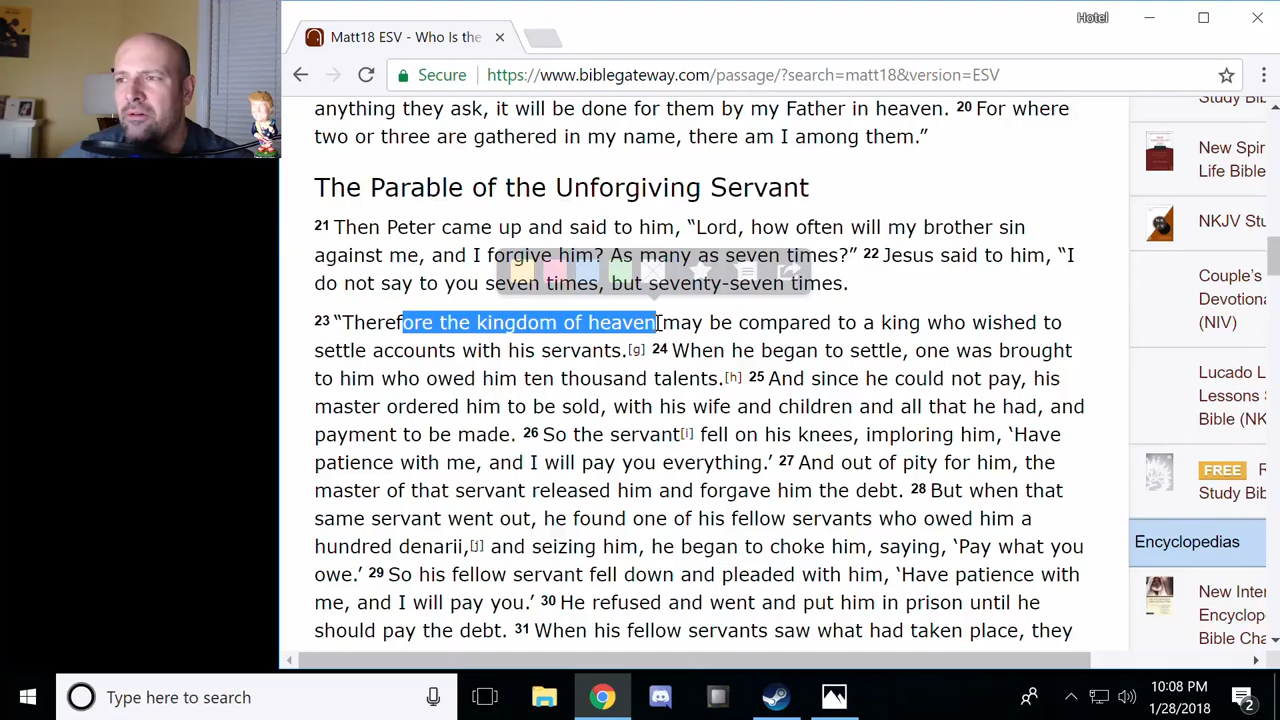 Hotel
Matt18 ESV - Who Is the
Secure
https://www.biblegateway.com/passage/?search=matt18&version=ESV
anything they ask, it will be done for them by my Father in heaven. 20 For where
two or three are gathered in my name, there am I among them.”
The Parable of the Unforgiving Servant
21 Then Peter came up and said to him, “Lord, how often will my brother sin
against me, and I forgive him? As many as seven times?” 22 Jesus said to him, “I
do not say to you seven times, but seventy-seven times.
23 “Therefore the kingdom of heaven may be compared to a king who wished to
settle accounts with his servants.[g] 24 When he began to settle, one was brought
to him who owed him ten thousand talents.[h] 25 And since he could not pay, his
master ordered him to be sold, with his wife and children and all that he had, and
payment to be made. 26 So the servant[i] fell on his knees, imploring him, ‘Have
patience with me, and I will pay you everything.’ 27 And out of pity for him, the
master of that servant released him and forgave him the debt. 28 But when that
same servant went out, he found one of his fellow servants who owed him a
hundred denarii,[j] and seizing him, he began to choke him, saying, ‘Pay what you
owe.’ 29 So his fellow servant fell down and pleaded with him, ‘Have patience with
me, and I will pay you.’ 30 He refused and went and put him in prison until he
should pay the debt. 31 When his fellow servants saw what had taken place, they
Study Bible
New Spir
Life Bible
NKJV Stu
Couple's
Devotiona
(NIV)
Lucado L
Lessons
Bible (NK
FREE
Study Bib
Encyclopedias
New Inter
Encyclop
Bible Cha
Type here to search
10:08 PM
1/28/2018
2